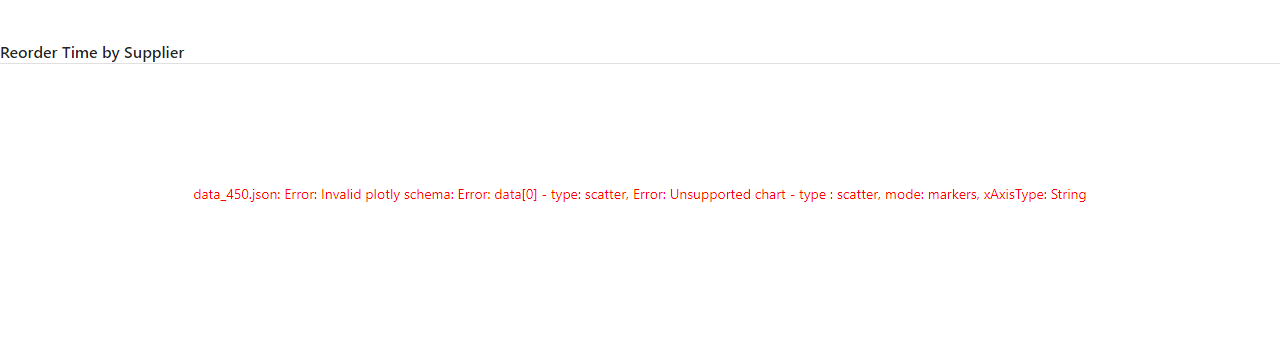 Reorder Time by Supplier
data_450.json: Error: Invalid plotly schema: Error: data[0] - type: scatter, Error: Unsupported chart - type : scatter, mode: markers, xAxisType: String